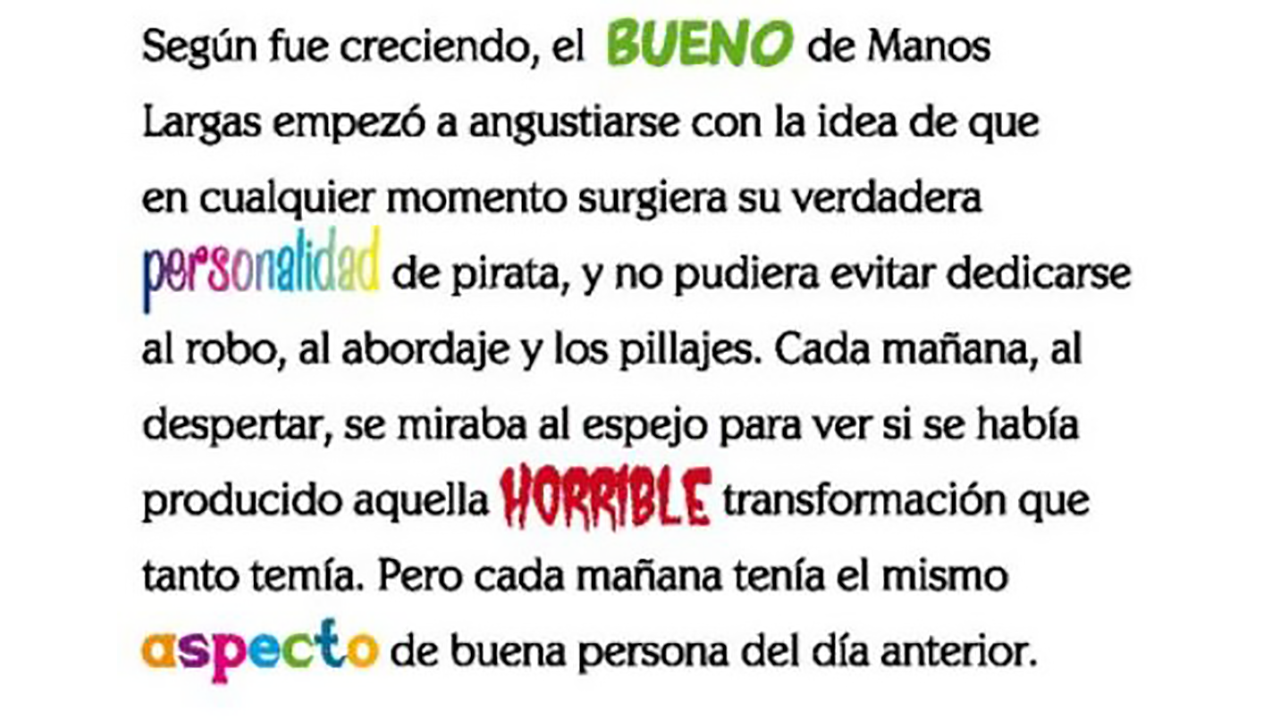 Según fue creciendo, el BUENO de Manos
Largas empezó a angustiarse con la idea de que
en cualquier momento surgiera su verdadera
personalidad de pirata, y no pudiera evitar dedicarse
al robo, al abordaje y los pillajes. Cada mañana, al
despertar, se miraba al espejo para ver si se había
producido aquella HORRIBLE transformación que
tanto temía. Pero cada mañana tenía el mismo
aspecto de buena persona del día anterior.